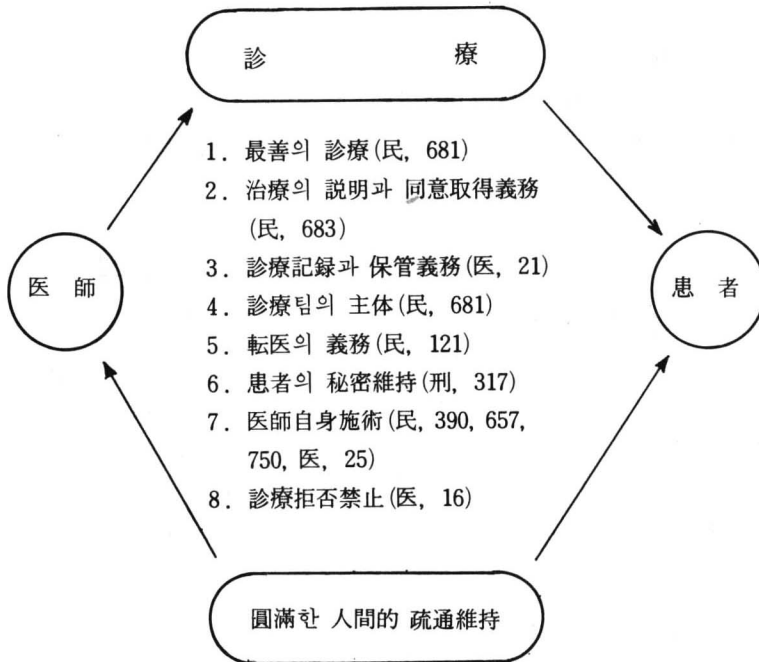 診 療
1. 最善의 診療(民, 681)
2. 治療의 説明과 同意取得義務
(民, 683)
3. 診療記録과 保管義務(医, 21)
4. 診療팀의 主体(民, 681)
5. 転医의 義務(民, 121)
6. 患者의 秘密維持(刑, 317)
7. 医師自身施術(民, 390, 657,
750, 医, 25)
8. 診療拒否禁止(医, 16)
医 師
患 者
圓滿한 人間的 疏通維持